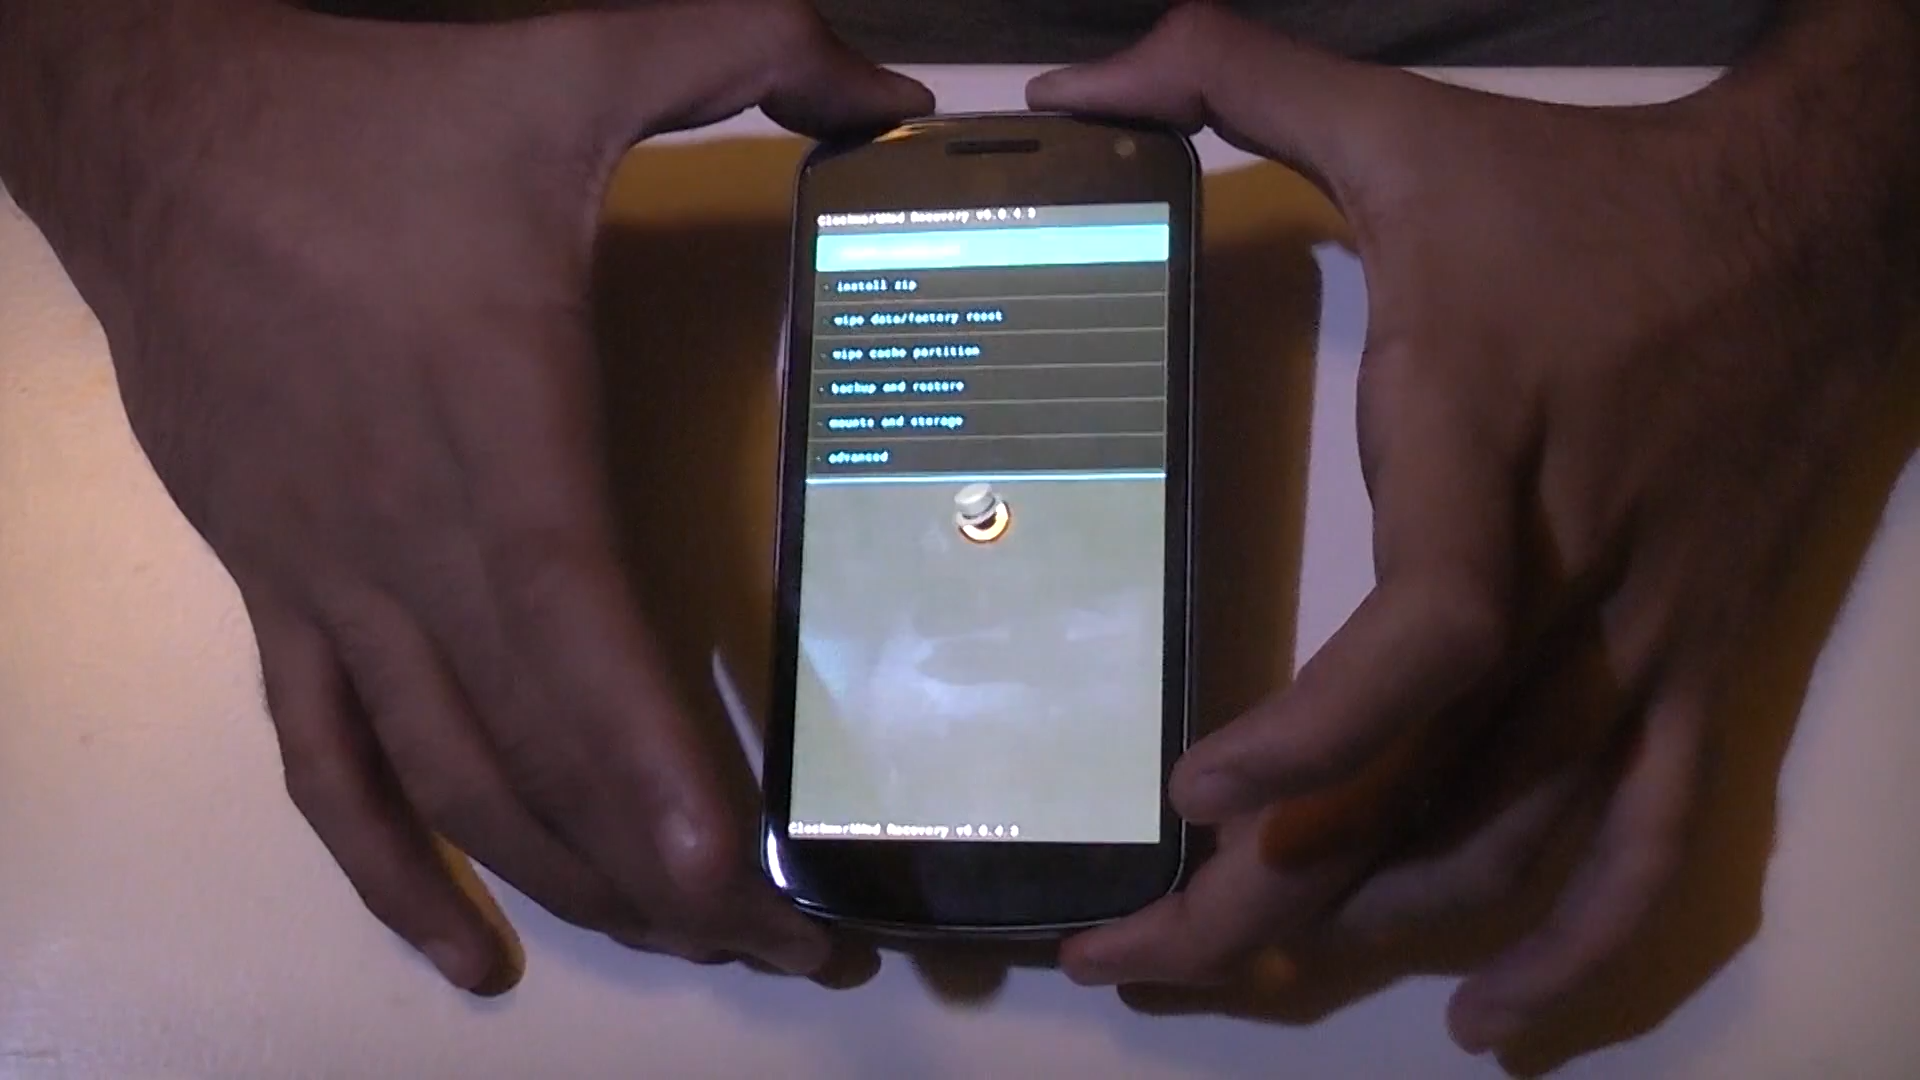 ClockworkMod Recovery v6.0.4.3
- install zip
- wipe data/factory reset
- wipe cache partition
- backup and restore
- mounts and storage
- advanced
ClockworkMod Recovery v6.0.4.3